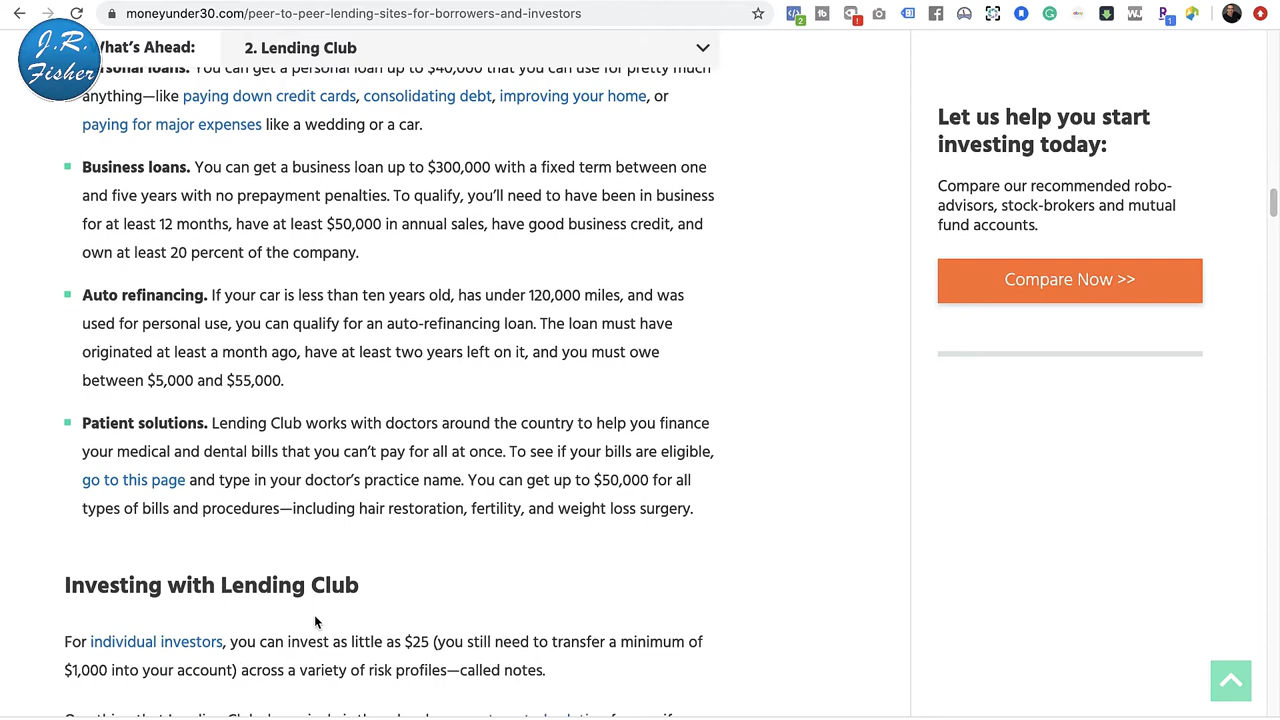 moneyunder30.com/peer-to-peer-lending-sites-for-borrowers-and-investors
J.R. Fisher
What's Ahead: 2. Lending Club
Personal loans. You can get a personal loan up to $40,000 that you can use for pretty much
anything—like paying down credit cards, consolidating debt, improving your home, or
paying for major expenses like a wedding or a car.
Business loans. You can get a business loan up to $300,000 with a fixed term between one
and five years with no prepayment penalties. To qualify, you'll need to have been in business
for at least 12 months, have at least $50,000 in annual sales, have good business credit, and
own at least 20 percent of the company.
Auto refinancing. If your car is less than ten years old, has under 120,000 miles, and was
used for personal use, you can qualify for an auto-refinancing loan. The loan must have
originated at least a month ago, have at least two years left on it, and you must owe
between $5,000 and $55,000.
Patient solutions. Lending Club works with doctors around the country to help you finance
your medical and dental bills that you can't pay for all at once. To see if your bills are eligible,
go to this page and type in your doctor's practice name. You can get up to $50,000 for all
types of bills and procedures—including hair restoration, fertility, and weight loss surgery.
Investing with Lending Club
For individual investors, you can invest as little as $25 (you still need to transfer a minimum of
$1,000 into your account) across a variety of risk profiles—called notes.
Let us help you start
investing today:
Compare our recommended robo-
advisors, stock-brokers and mutual
fund accounts.
Compare Now >>